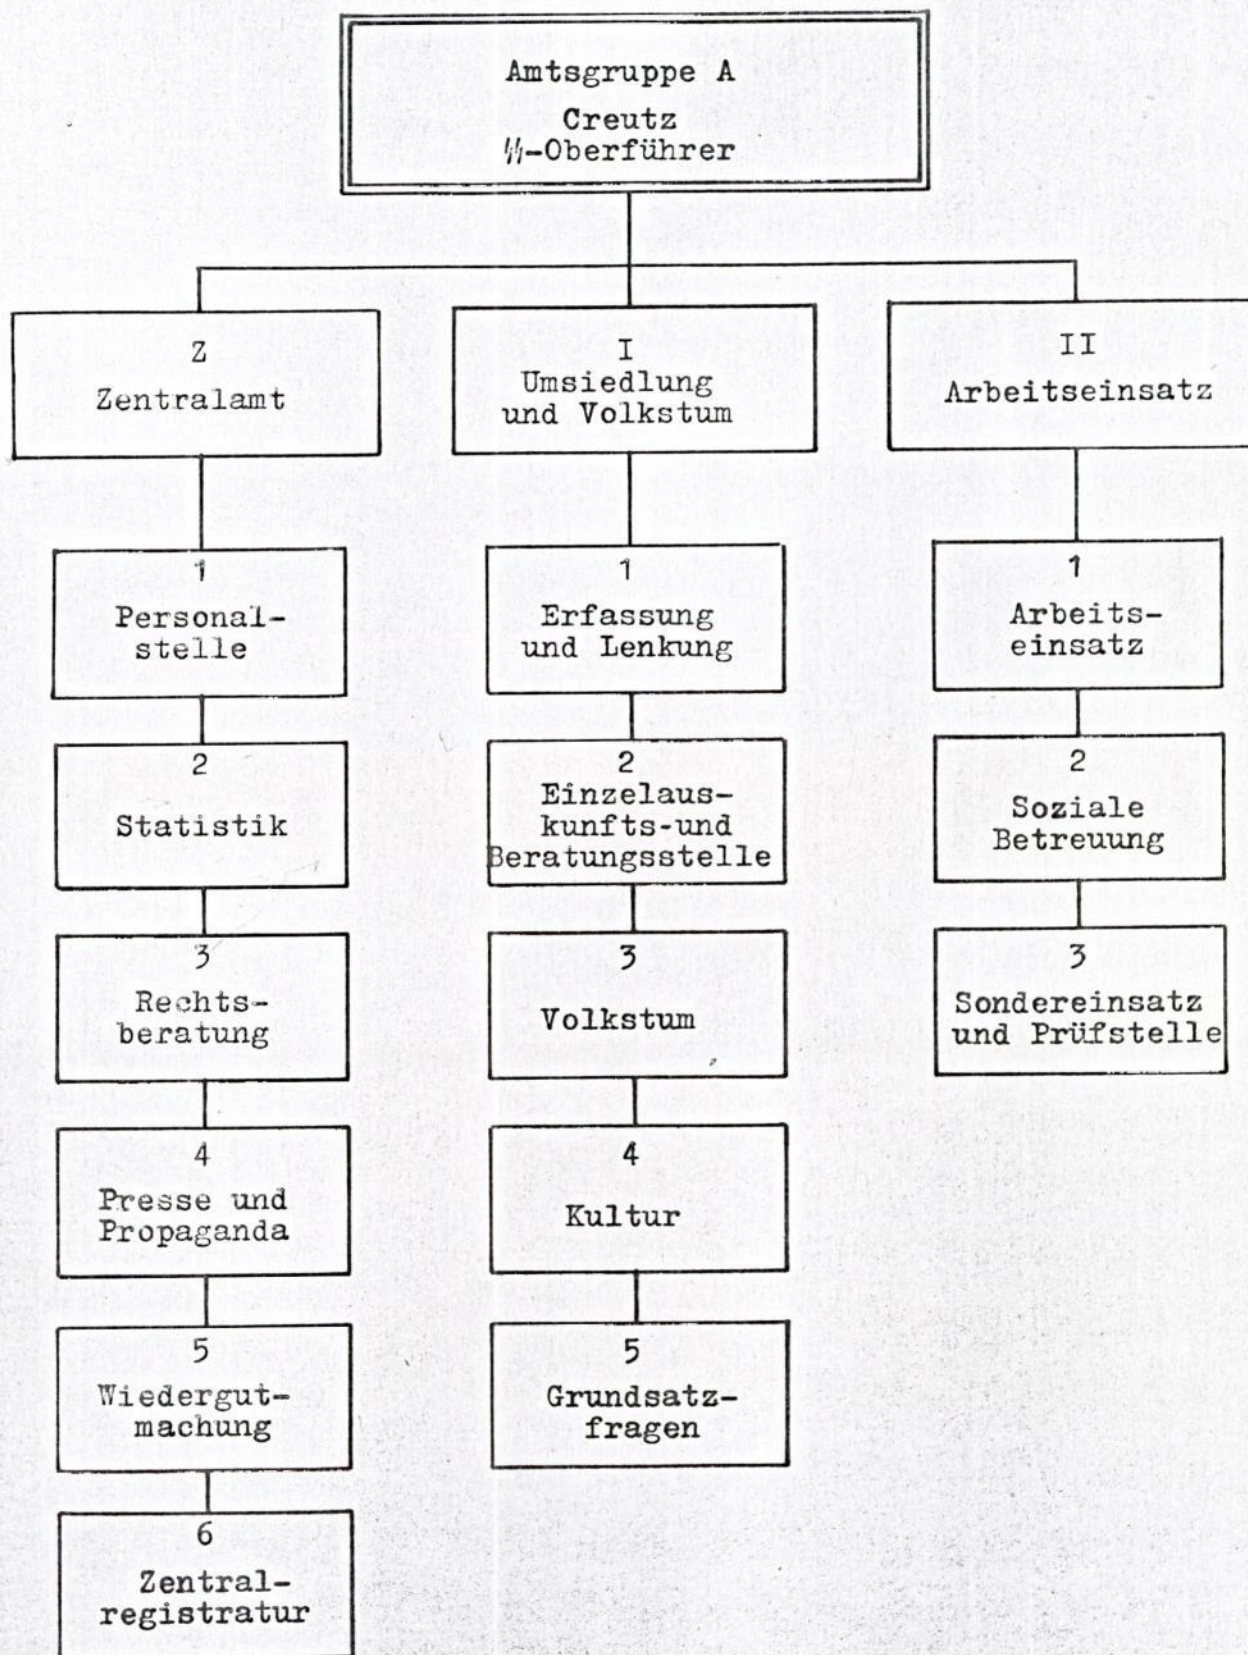 Amtsgruppe A
Creutz
ᛋᛋ-Oberführer
Z
Zentralamt
I
Umsiedlung
und Volkstum
II
Arbeitseinsatz
1
Personal-
stelle
2
Statistik
3
Rechts-
beratung
4
Presse und
Propaganda
5
Wiedergut-
machung
6
Zentral-
registratur
1
Erfassung
und Lenkung
2
Einzelaus-
kunfts-und
Beratungsstelle
3
Volkstum
4
Kultur
5
Grundsatz-
fragen
1
Arbeits-
einsatz
2
Soziale
Betreuung
3
Sondereinsatz
und Prüfstelle